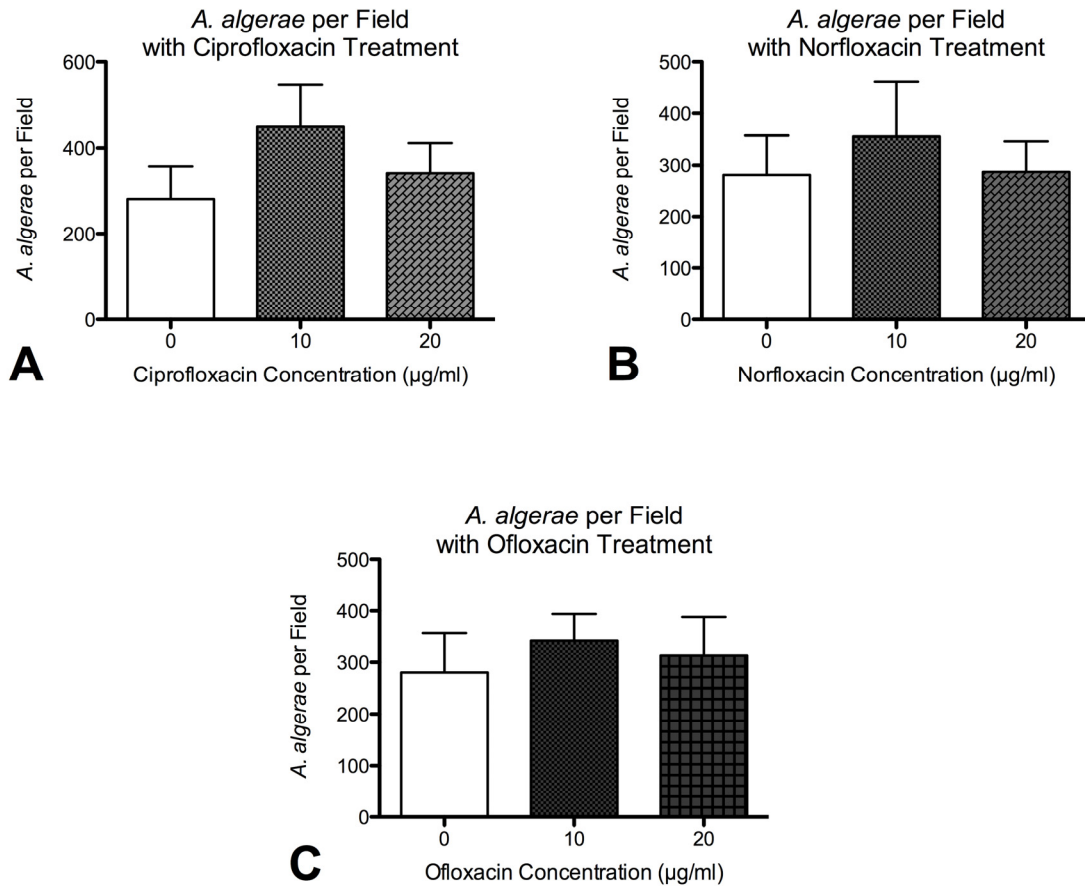 A. algerae per Field
with Ciprofloxacin Treatment
600
400
200
0
A. algerae per Field
0 10 20
Ciprofloxacin Concentration (µg/ml)
A
A. algerae per Field
with Norfloxacin Treatment
500
400
300
200
100
0
A. algerae per Field
0 10 20
Norfloxacin Concentration (µg/ml)
B
A. algerae per Field
with Ofloxacin Treatment
500
400
300
200
100
0
A. algerae per Field
0 10 20
Ofloxacin Concentration (µg/ml)
C